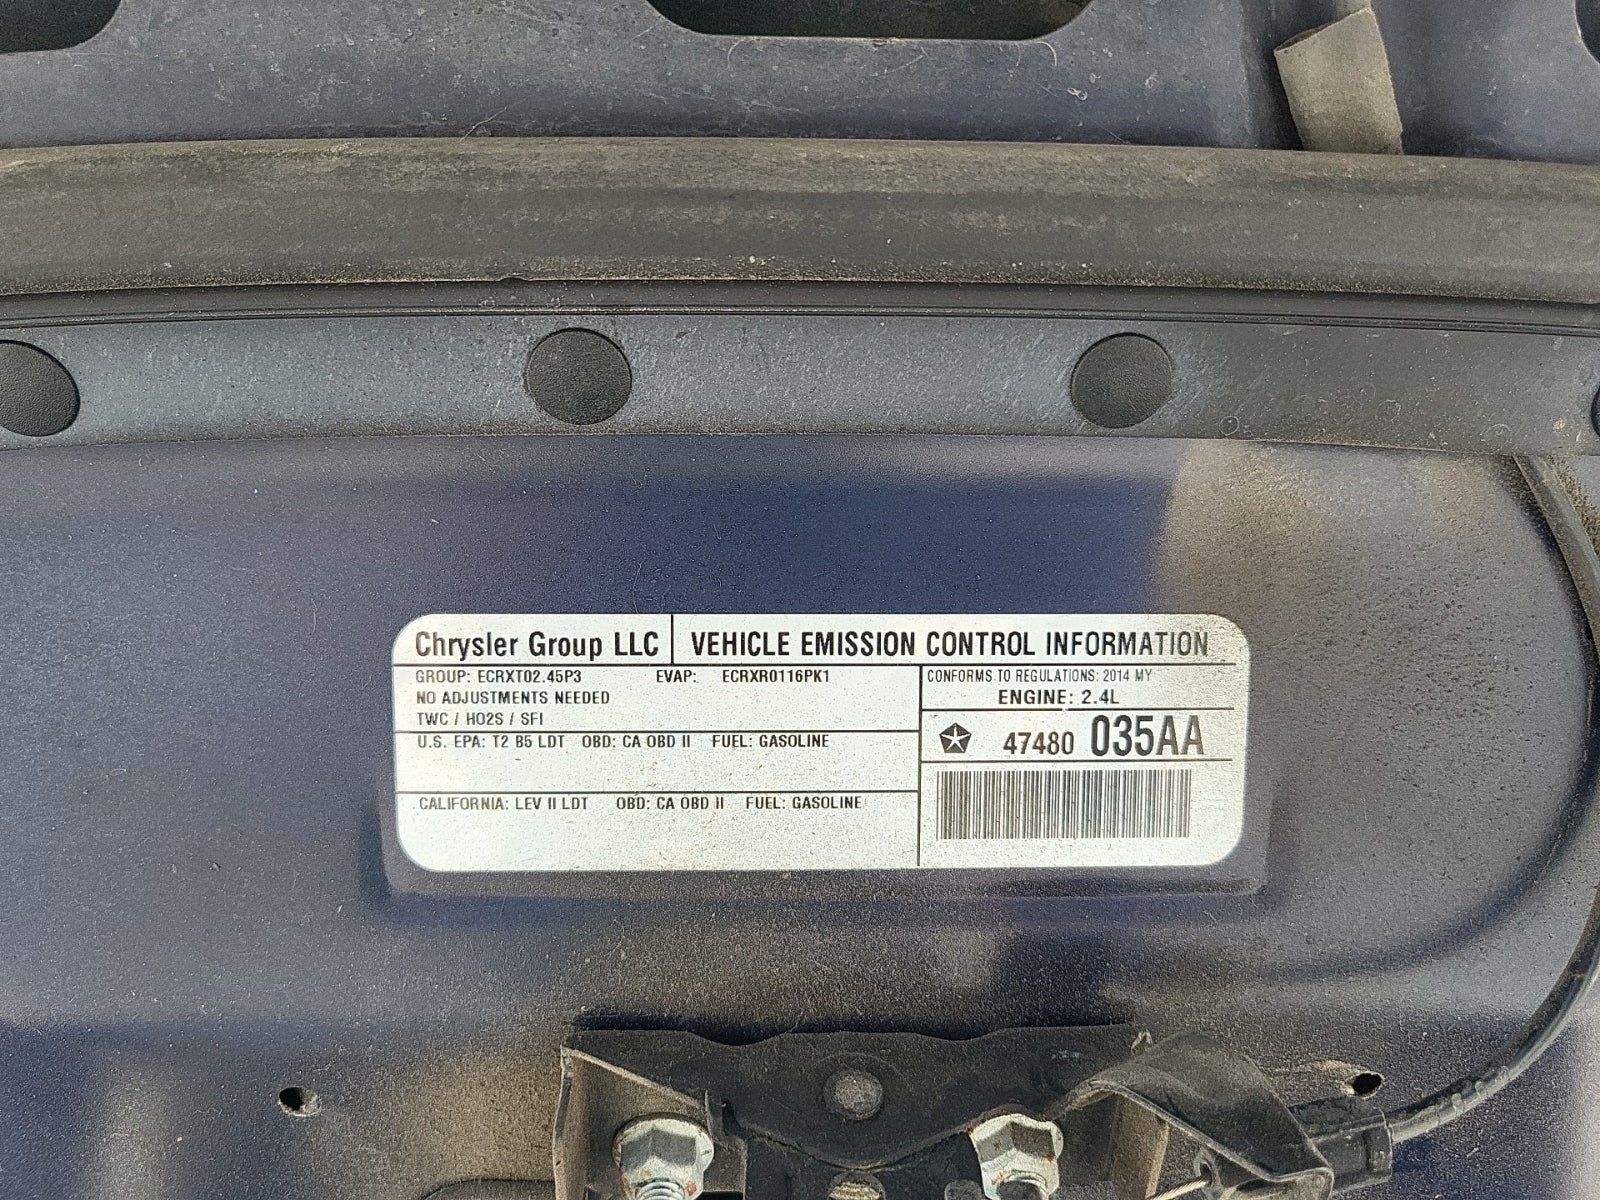 Chrysler Group LLC VEHICLE EMISSION CONTROL INFORMATION
GROUP: ECRXT02.45P3 EVAP: ECRXR0116PK1
NO ADJUSTMENTS NEEDED
TWC / HO2S / SFI
U.S. EPA: T2 B5 LDT OBD: CA OBD II FUEL: GASOLINE
CALIFORNIA: LEV II LDT OBD: CA OBD II FUEL: GASOLINE
CONFORMS TO REGULATIONS: 2014 MY
ENGINE: 2.4L
47480 035AA